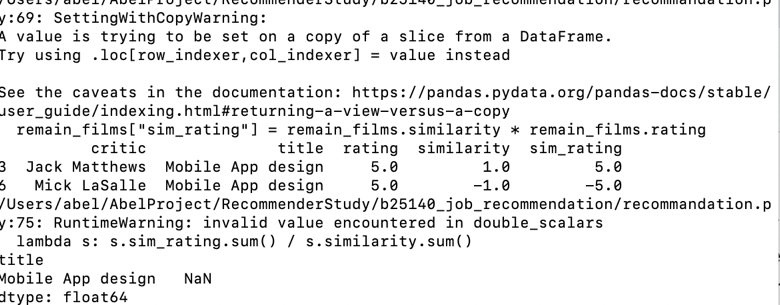 /Users/abel/AbelProject/RecommenderStudy/b25140_job_recommendation/recommandation.p
y:69: SettingWithCopyWarning:
A value is trying to be set on a copy of a slice from a DataFrame.
Try using .loc[row_indexer,col_indexer] = value instead
See the caveats in the documentation: https://pandas.pydata.org/pandas-docs/stable/
user_guide/indexing.html#returning-a-view-versus-a-copy
remain_films["sim_rating"] = remain_films.similarity * remain_films.rating
critic title rating similarity sim_rating
3 Jack Matthews Mobile App design 5.0 1.0 5.0
6 Mick LaSalle Mobile App design 5.0 -1.0 -5.0
/Users/abel/AbelProject/RecommenderStudy/b25140_job_recommendation/recommandation.p
y:75: RuntimeWarning: invalid value encountered in double_scalars
lambda s: s.sim_rating.sum() / s.similarity.sum()
title
Mobile App design NaN
dtype: float64